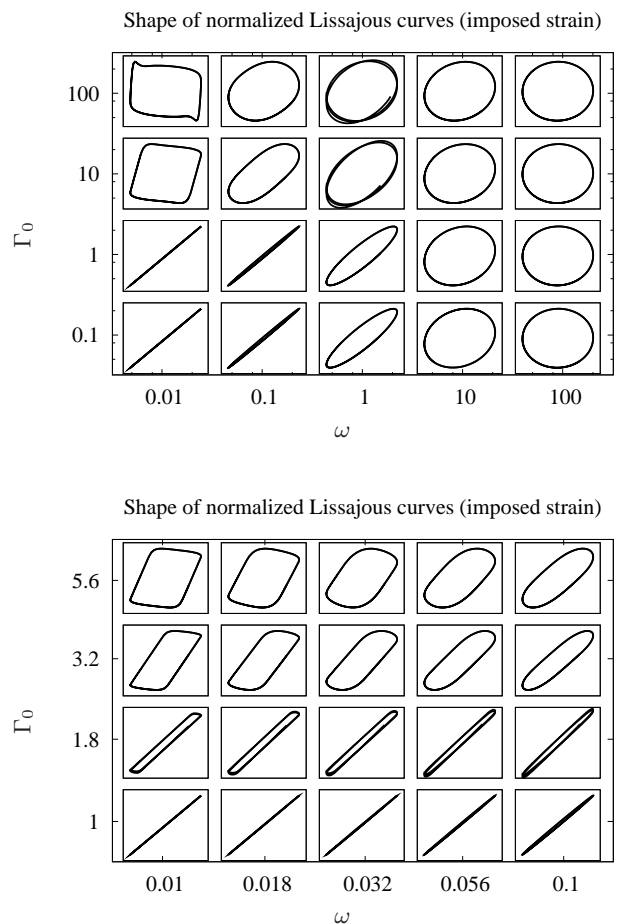 Shape of normalized Lissajous curves (imposed strain)
100
10
1
0.1
Γ0
0.01 0.1 1 10 100
ω
Shape of normalized Lissajous curves (imposed strain)
5.6
3.2
1.8
1
Γ0
0.01 0.018 0.032 0.056 0.1
ω